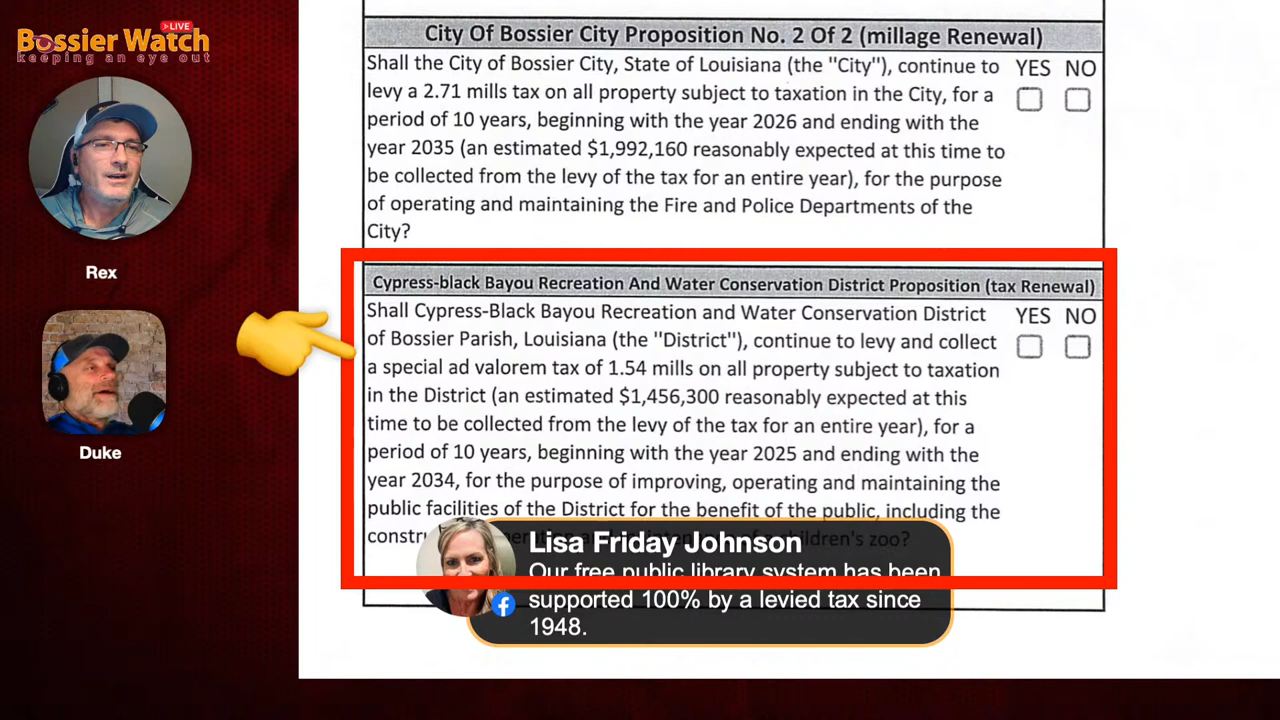 LIVE
Bossier Watch
keeping an eye out
Rex
Duke
City Of Bossier City Proposition No. 2 Of 2 (millage Renewal)
Shall the City of Bossier City, State of Louisiana (the "City"), continue to
levy a 2.71 mills tax on all property subject to taxation in the City, for a
period of 10 years, beginning with the year 2026 and ending with the
year 2035 (an estimated $1,992,160 reasonably expected at this time to
be collected from the levy of the tax for an entire year), for the purpose
of operating and maintaining the Fire and Police Departments of the
City?
YES NO
Cypress-black Bayou Recreation And Water Conservation District Proposition (tax Renewal)
Shall Cypress-Black Bayou Recreation and Water Conservation District
of Bossier Parish, Louisiana (the "District"), continue to levy and collect
a special ad valorem tax of 1.54 mills on all property subject to taxation
in the District (an estimated $1,456,300 reasonably expected at this
time to be collected from the levy of the tax for an entire year), for a
period of 10 years, beginning with the year 2025 and ending with the
year 2034, for the purpose of improving, operating and maintaining the
public facilities of the District for the benefit of the public, including the
children's zoo?
YES NO
Lisa Friday Johnson
Our free public library system has been
supported 100% by a levied tax since
1948.